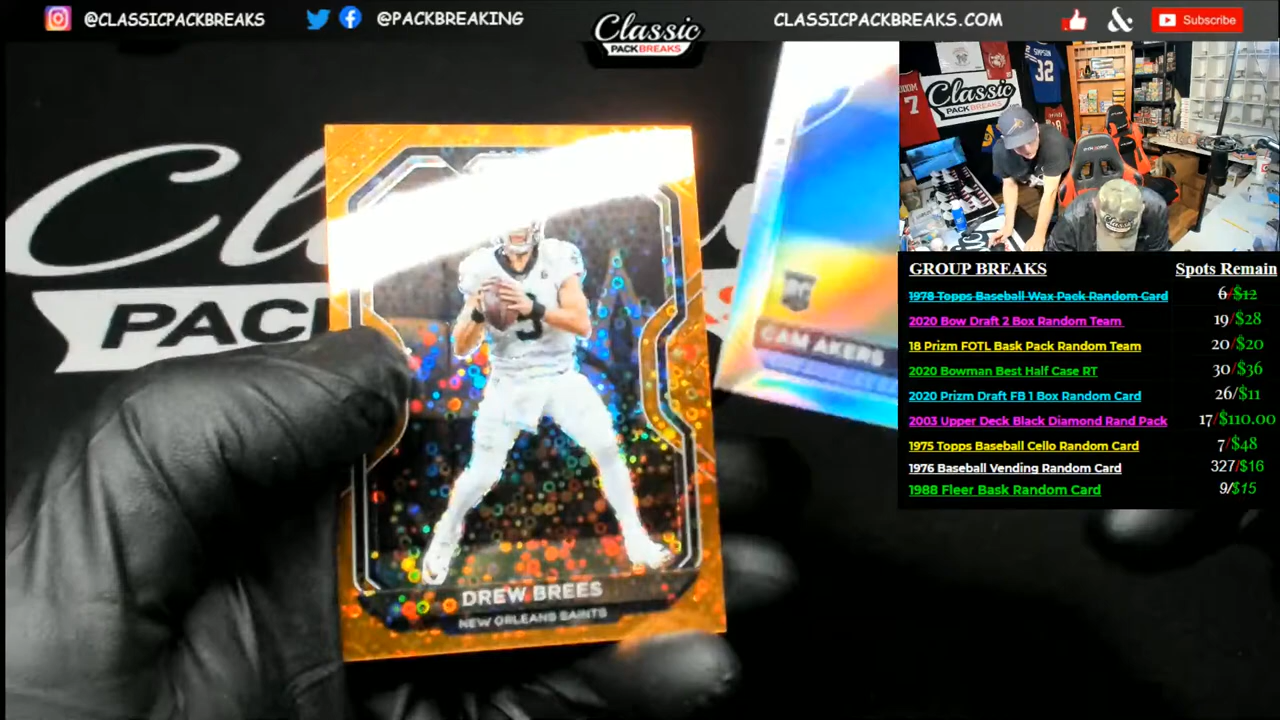 @CLASSICPACKBREAKS
@PACKBREAKING
Classic
PACK BREAKS
CLASSICPACKBREAKS.COM
Subscribe
Classic
PACK BREAKS
7
SIMPSON
32
PAC
RC
CAM AKERS
9
DREW BREES
NEW ORLEANS SAINTS
GROUP BREAKS Spots Remain
1978 Topps Baseball Wax Pack Random Card 6/$12
2020 Bow Draft 2 Box Random Team 19/$28
18 Prizm FOTL Bask Pack Random Team 20/$20
2020 Bowman Best Half Case RT 30/$36
2020 Prizm Draft FB 1 Box Random Card 26/$11
2003 Upper Deck Black Diamond Rand Pack 17/$110.00
1975 Topps Baseball Cello Random Card 7/$48
1976 Baseball Vending Random Card 327/$16
1988 Fleer Bask Random Card 9/$15